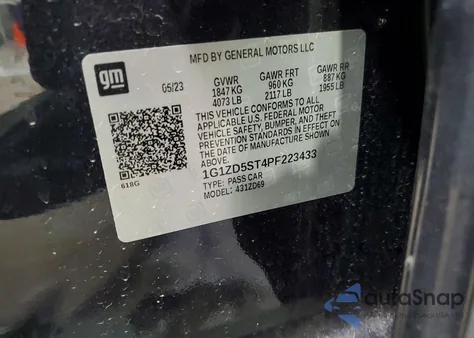 gm
MFD BY GENERAL MOTORS LLC
05/23
GVWR GAWR FRT GAWR RR
1847 KG 960 KG 887 KG
4073 LB 2117 LB 1955 LB
THIS VEHICLE CONFORMS TO ALL
APPLICABLE U.S. FEDERAL MOTOR
VEHICLE SAFETY, BUMPER, AND THEFT
PREVENTION STANDARDS IN EFFECT ON
THE DATE OF MANUFACTURE SHOWN
ABOVE.
1G1ZD5ST4PF223433
TYPE: PASS CAR
MODEL: 431ZD69
618G
autaSnap